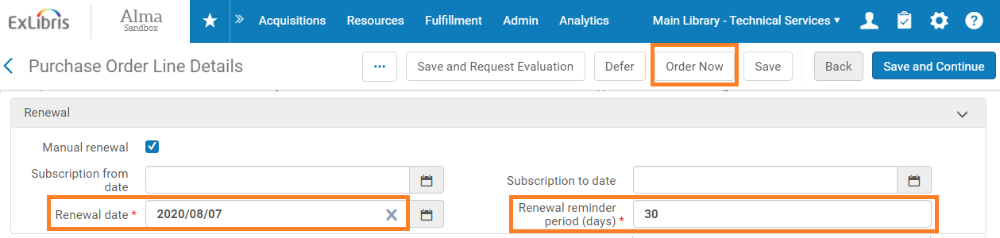 ExLibris Alma Sandbox Acquisitions Resources Fulfillment Admin Analytics Main Library - Technical Services
Purchase Order Line Details ... Save and Request Evaluation Defer Order Now Save Back Save and Continue
Renewal
Manual renewal
Subscription from date
Subscription to date
Renewal date * 2020/08/07
Renewal reminder period (days) * 30